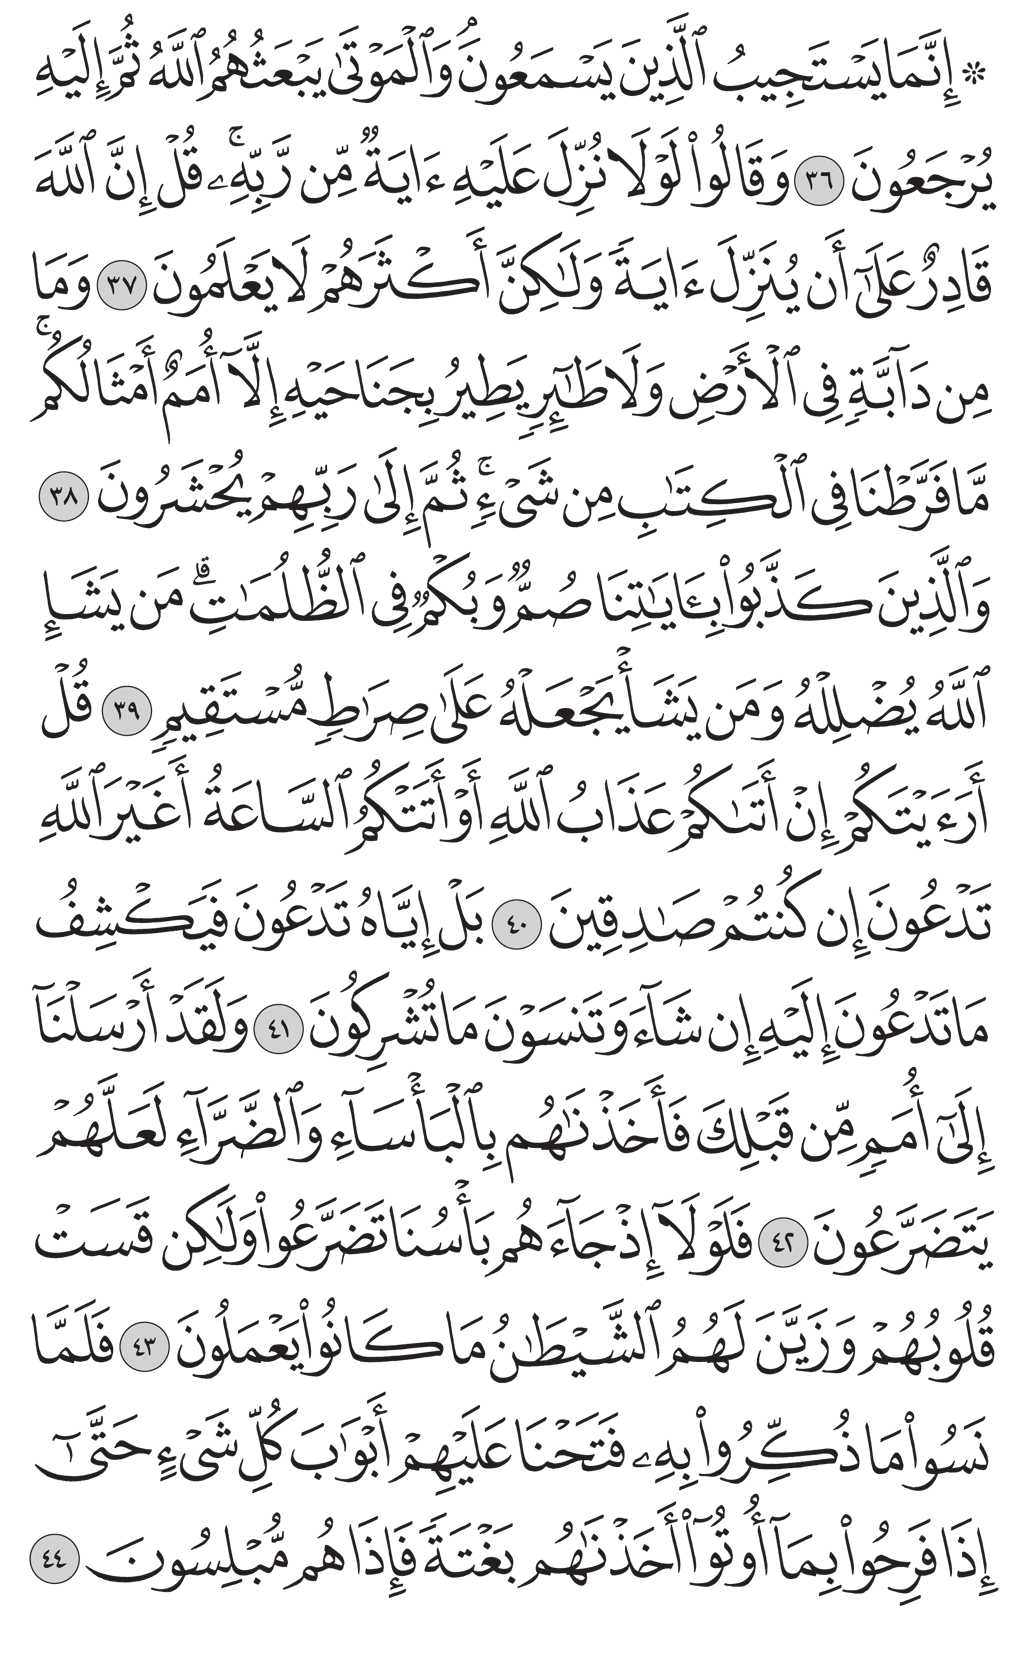 ۞ إِنَّمَا يَسْتَجِيبُ ٱلَّذِينَ يَسْمَعُونَۘ وَٱلْمَوْتَىٰ يَبْعَثُهُمُ ٱللَّهُ ثُمَّ إِلَيْهِ
يُرْجَعُونَ ٣٦ وَقَالُوا۟ لَوْلَا نُزِّلَ عَلَيْهِ ءَايَةٌ مِّن رَّبِّهِۦۚ قُلْ إِنَّ ٱللَّهَ
قَادِرٌ عَلَىٰٓ أَن يُنَزِّلَ ءَايَةً وَلَـٰكِنَّ أَكْثَرَهُمْ لَا يَعْلَمُونَ ٣٧ وَمَا
مِن دَآبَّةٍ فِى ٱلْأَرْضِ وَلَا طَـٰٓئِرٍ يَطِيرُ بِجَنَاحَيْهِ إِلَّآ أُمَمٌ أَمْثَالُكُمۚ
مَّا فَرَّطْنَا فِى ٱلْكِتَـٰبِ مِن شَىْءٍۚ ثُمَّ إِلَىٰ رَبِّهِمْ يُحْشَرُونَ ٣٨
وَٱلَّذِينَ كَذَّبُوا۟ بِـَٔايَـٰتِنَا صُمٌّ وَبُكْمٌ فِى ٱلظُّلُمَـٰتِۗ مَن يَشَإِ
ٱللَّهُ يُضْلِلْهُ وَمَن يَشَأْ يَجْعَلْهُ عَلَىٰ صِرَٰطٍ مُّسْتَقِيمٍ ٣٩ قُلْ
أَرَءَيْتَكُمْ إِنْ أَتَىٰكُمْ عَذَابُ ٱللَّهِ أَوْ أَتَتْكُمُ ٱلسَّاعَةُ أَغَيْرَ ٱللَّهِ
تَدْعُونَ إِن كُنتُمْ صَـٰدِقِينَ ٤٠ بَلْ إِيَّاهُ تَدْعُونَ فَيَكْشِفُ
مَا تَدْعُونَ إِلَيْهِ إِن شَآءَ وَتَنسَوْنَ مَا تُشْرِكُونَ ٤١ وَلَقَدْ أَرْسَلْنَآ
إِلَىٰٓ أُمَمٍ مِّن قَبْلِكَ فَأَخَذْنَـٰهُم بِٱلْبَأْسَآءِ وَٱلضَّرَّآءِ لَعَلَّهُمْ
يَتَضَرَّعُونَ ٤٢ فَلَوْلَآ إِذْ جَآءَهُم بَأْسُنَا تَضَرَّعُوا۟ وَلَـٰكِن قَسَتْ
قُلُوبُهُمْ وَزَيَّنَ لَهُمُ ٱلشَّيْطَـٰنُ مَا كَانُوا۟ يَعْمَلُونَ ٤٣ فَلَمَّا
نَسُوا۟ مَا ذُكِّرُوا۟ بِهِۦ فَتَحْنَا عَلَيْهِمْ أَبْوَٰبَ كُلِّ شَىْءٍ حَتَّىٰٓ
إِذَا فَرِحُوا۟ بِمَآ أُوتُوٓا۟ أَخَذْنَـٰهُم بَغْتَةً فَإِذَا هُم مُّبْلِسُونَ ٤٤